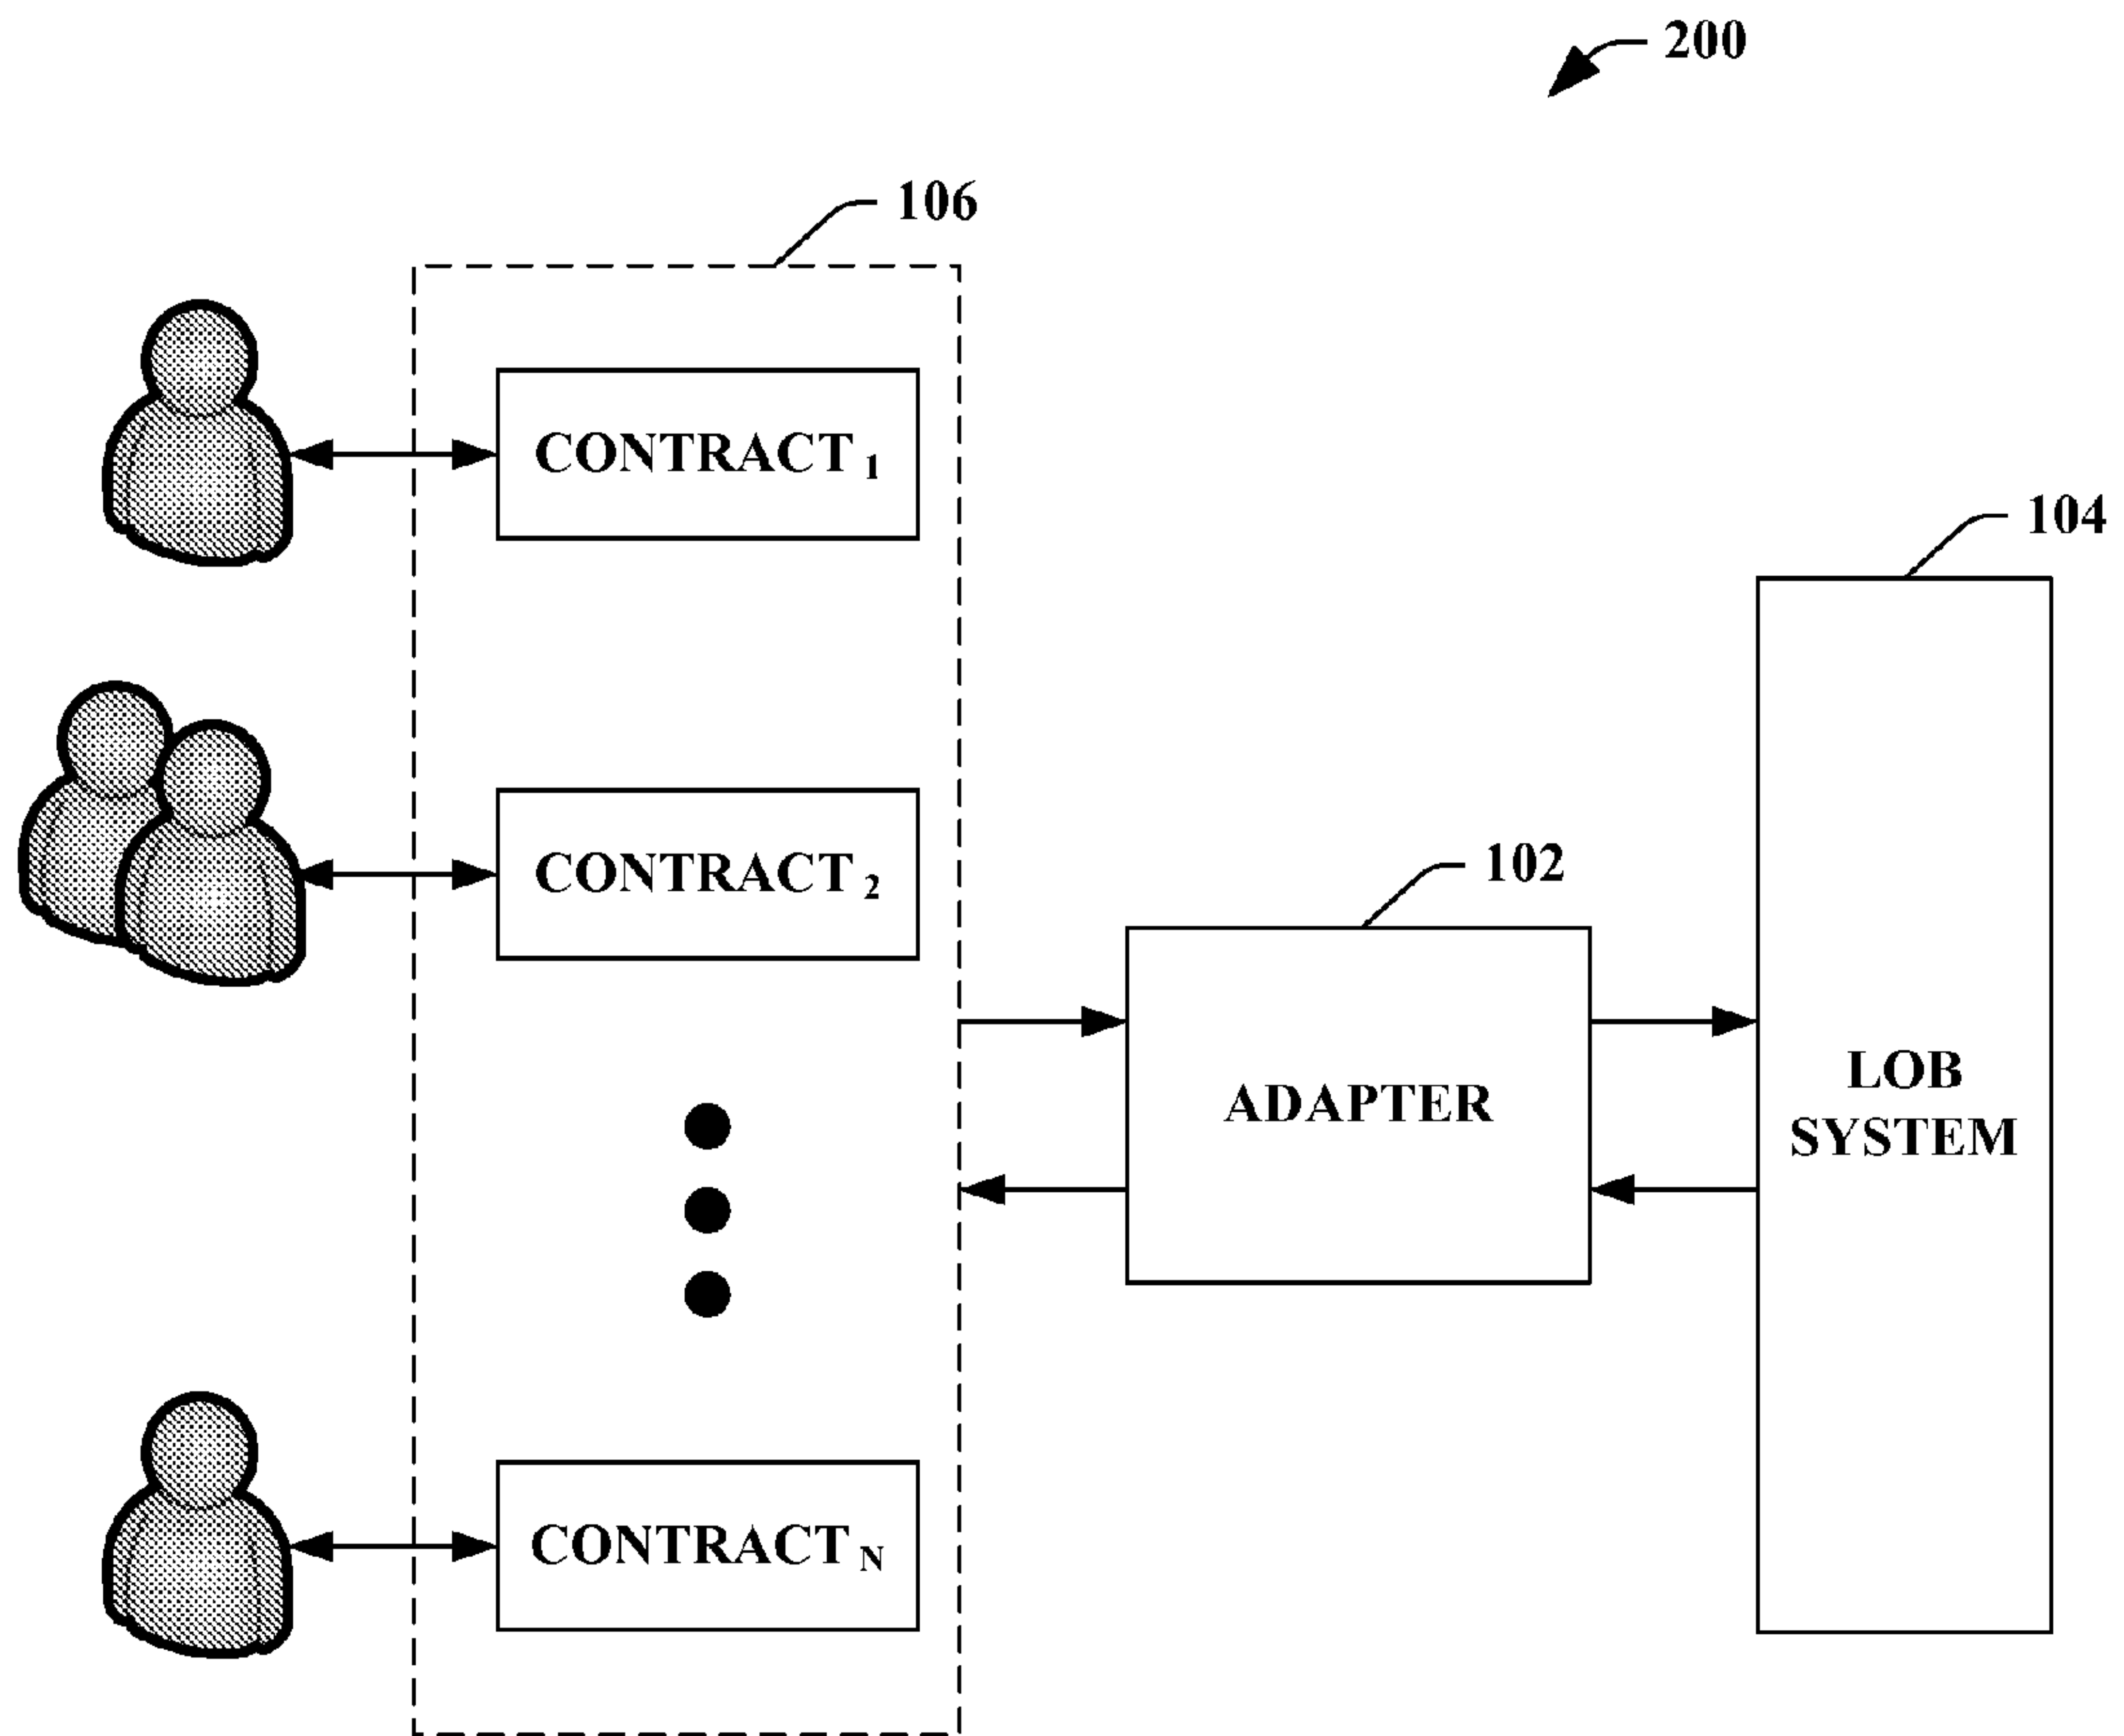 200
106
CONTRACT 1
104
CONTRACT 2
102
ADAPTER
LOB
SYSTEM
CONTRACT N